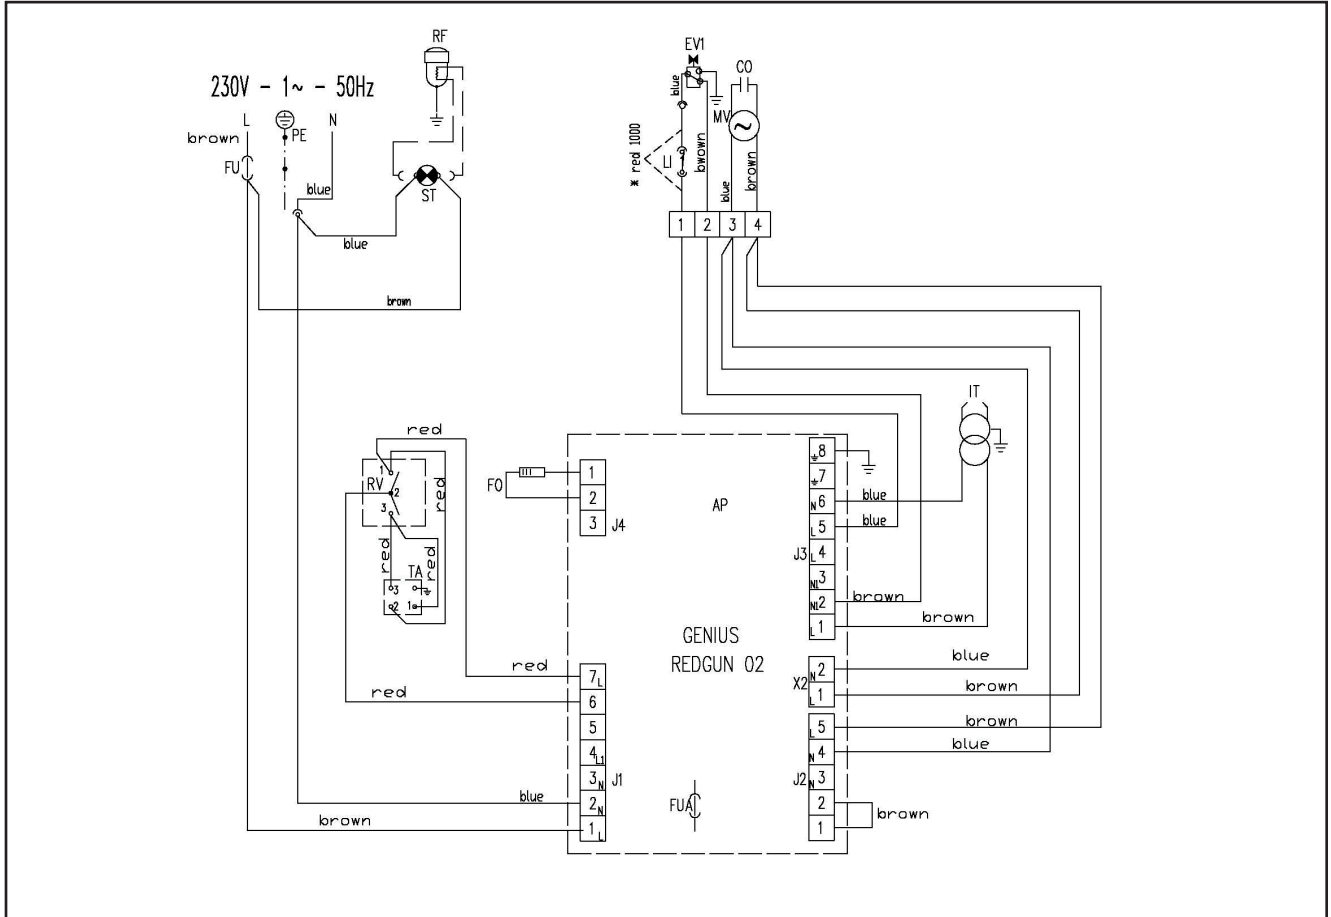 RF
230V - 1~ - 50Hz
L
PE
N
brown
FU
blue
ST
blue
brown
EV1
CO
blue
MV
* red 1000
LI
bwown
blue
brown
1 2 3 4
IT
red
1
RV
2
3
red
red
red
TA
3
2 1
FO
1
2
3 J4
AP
8
7
N 6 blue
L 5 blue
J3 L 4
N1 3
N1 2 brown
L 1 brown
GENIUS
REDGUN 02
red
7 L
red
6
5
4 L1
3 N J1
blue
2 N
brown
1 L
FUA
X2 N 2 blue
L 1 brown
L 5 brown
N 4 blue
J2 N 3
2
1
brown